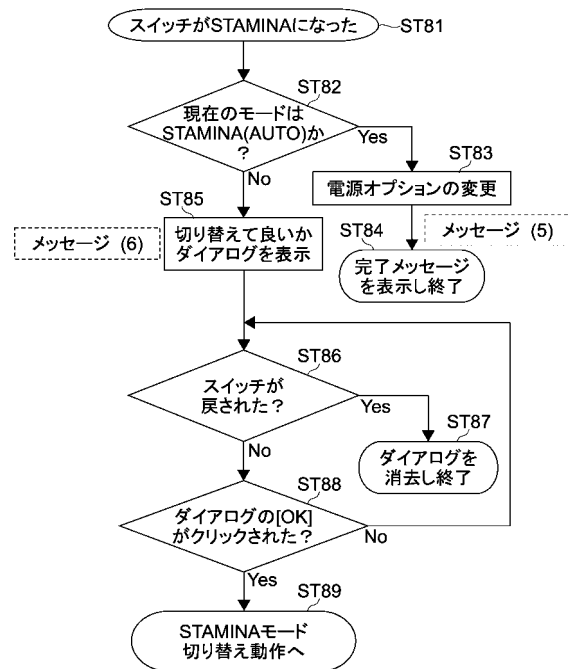 スイッチがSTAMINAになった
ST81
ST82
現在のモードは
STAMINA(AUTO)か
?
Yes
No
ST83
電源オプションの変更
ST85
メッセージ (6)
切り替えて良いか
ダイアログを表示
ST84
メッセージ (5)
完了メッセージ
を表示し終了
ST86
スイッチが
戻された?
Yes
No
ST87
ダイアログを
消去し終了
ST88
ダイアログの[OK]
がクリックされた?
No
Yes
ST89
STAMINAモード
切り替え動作へ